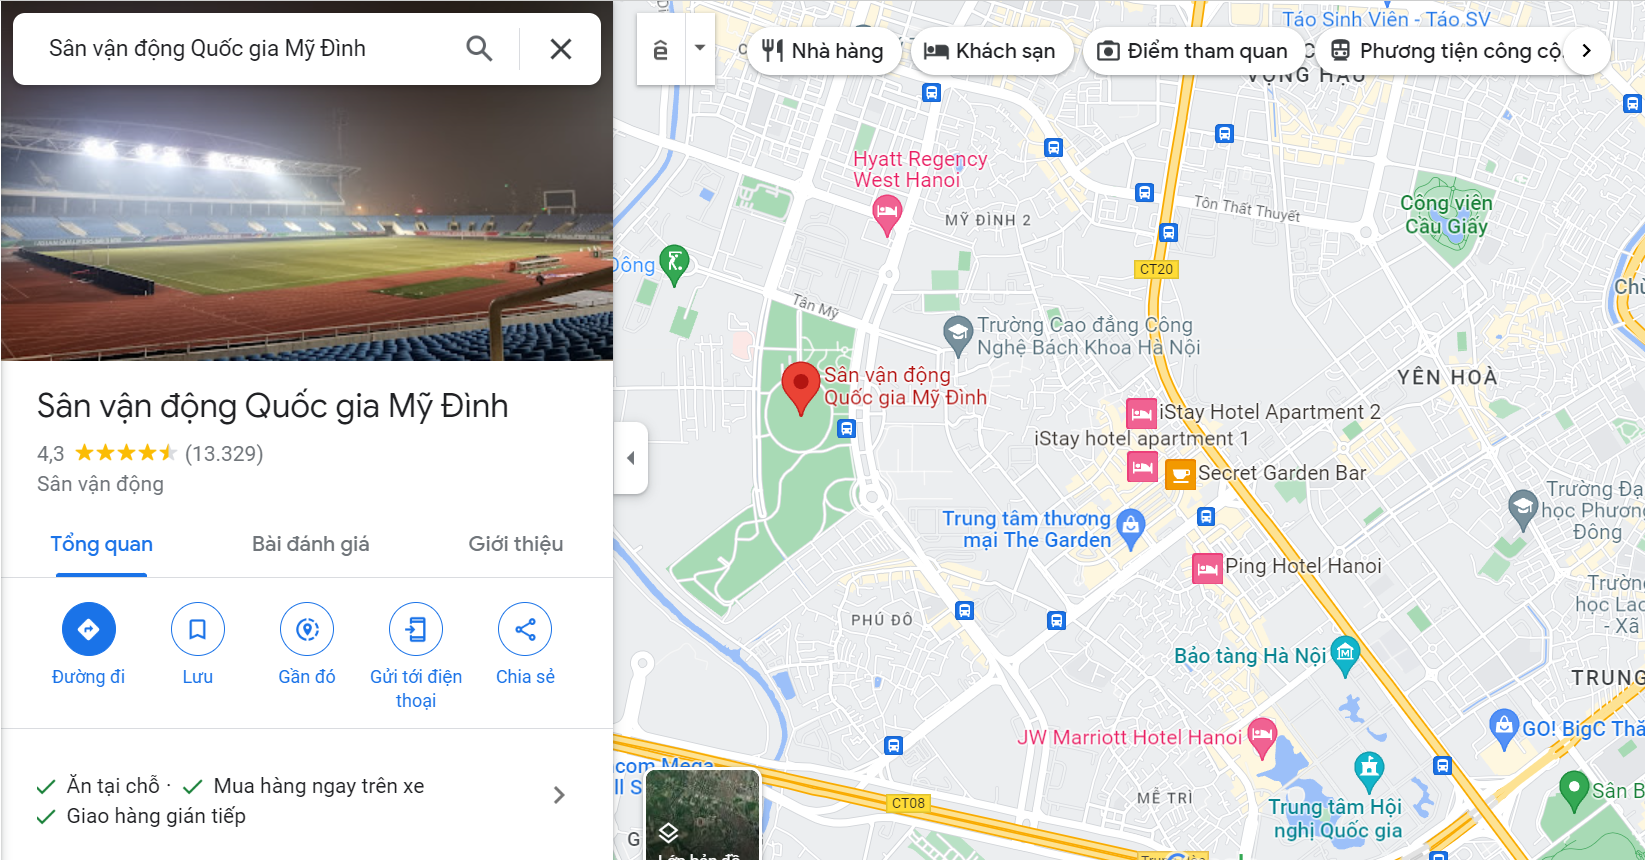 Sân vận động Quốc gia Mỹ Đình
Sân vận động Quốc gia Mỹ Đình
4,3
(13.329)
Sân vận động
Tổng quan
Bài đánh giá
Giới thiệu
Đường đi
Lưu
Gần đó
Gửi tới điện
thoại
Chia sẻ
Ăn tại chỗ ·
Mua hàng ngay trên xe
Giao hàng gián tiếp
ê
Nhà hàng
Khách sạn
Điểm tham quan
Phương tiện công cộ
Táo Sinh Viên - Táo SV
VỌNG HẬU
Hyatt Regency
West Hanoi
MỸ ĐÌNH 2
Tôn Thất Thuyết
Công viên
Cầu Giấy
CT20
Đông
Tân Mỹ
Trường Cao đẳng Công
Nghệ Bách Khoa Hà Nội
Sân vận động
Quốc gia Mỹ Đình
YÊN HOÀ
iStay Hotel Apartment 2
iStay hotel apartment 1
Secret Garden Bar
Trung tâm thương
mại The Garden
Trường Đạ
học Phươn
Đông
Ping Hotel Hanoi
Trườn
học Lao
- Xã
PHÚ ĐÔ
Bảo tàng Hà Nội
TRUNG
GO! BigC Thă
JW Marriott Hotel Hanoi
com Mega
ll S
CT08
MỄ TRÌ
Trung tâm Hội
nghị Quốc gia
Sân B
G
Lớp bản đồ